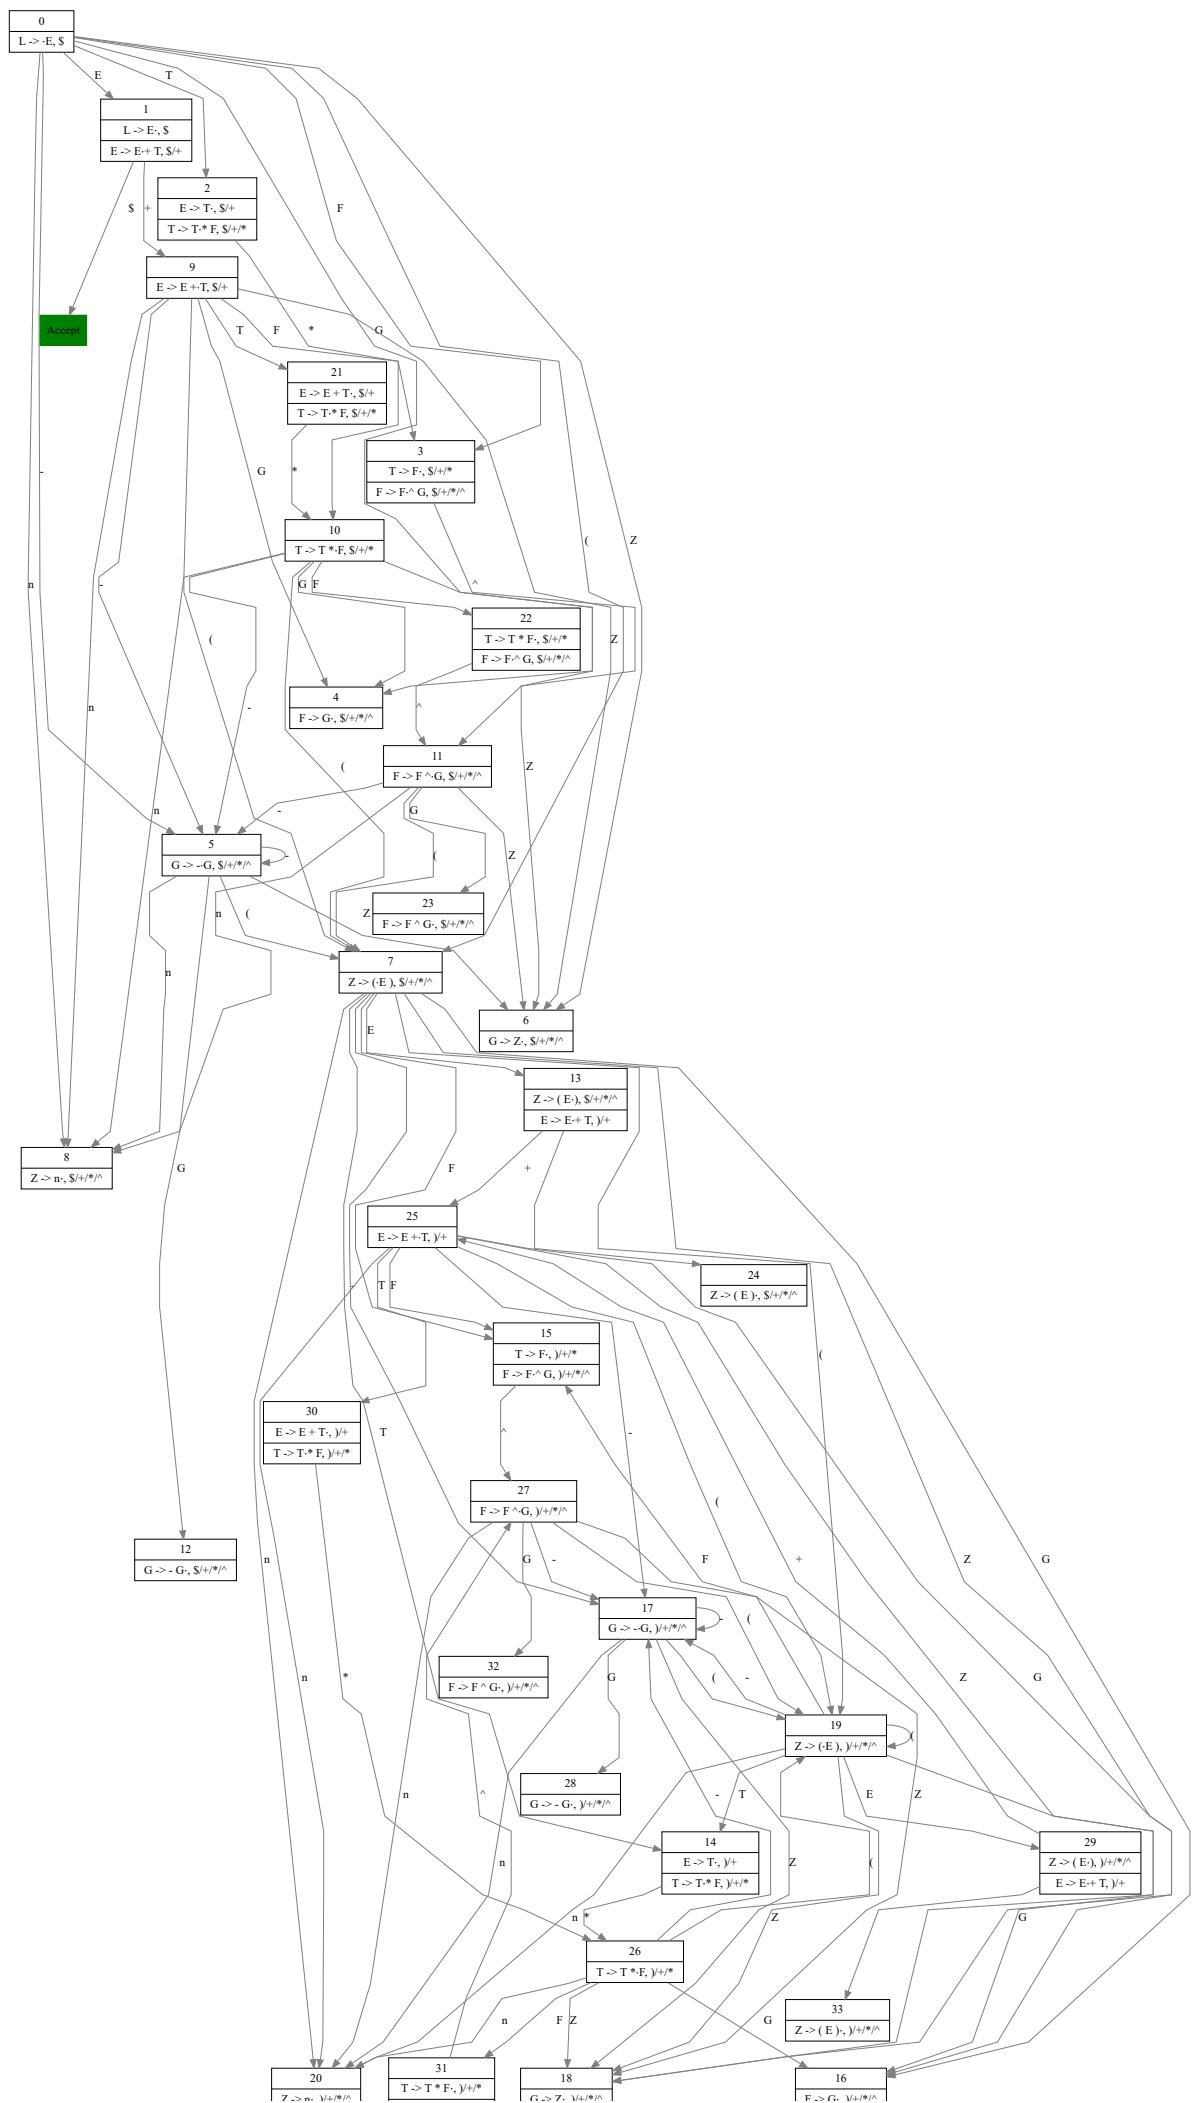 0
L -> ·E, $
E
T
1
L -> E·, $
E -> E·+ T, $/+
2
E -> T·, $/+
T -> T·* F, $/+/*
F
$
+
9
E -> E +·T, $/+
Accept
T
F
*
G
21
E -> E + T·, $/+
T -> T·* F, $/+/*
3
T -> F·, $/+/*
F -> F·^ G, $/+/*/^
-
G
*
10
T -> T *·F, $/+/*
(
Z
n
-
G
F
^
22
T -> T * F·, $/+/*
F -> F·^ G, $/+/*/^
(
Z
4
F -> G·, $/+/*/^
n
-
^
11
F -> F ^·G, $/+/*/^
(
Z
n
-
G
5
G -> -·G, $/+/*/^
-
(
Z
23
F -> F ^ G·, $/+/*/^
n
(
Z
7
Z -> (·E ), $/+/*/^
n
6
G -> Z·, $/+/*/^
E
13
Z -> ( E·), $/+/*/^
E -> E·+ T, )/+
8
Z -> n·, $/+/*/^
G
F
+
25
E -> E +·T, )/+
24
Z -> ( E )·, $/+/*/^
-
T
F
15
T -> F·, )/+/*
F -> F·^ G, )/+/*/^
(
30
E -> E + T·, )/+
T -> T·* F, )/+/*
T
^
-
27
F -> F ^·G, )/+/*/^
(
12
G -> - G·, $/+/*/^
n
G
-
F
+
Z
G
17
G -> -·G, )/+/*/^
-
(
32
F -> F ^ G·, )/+/*/^
n
*
G
(
-
Z
G
19
Z -> (·E ), )/+/*/^
(
28
G -> - G·, )/+/*/^
n
^
-
T
E
Z
14
E -> T·, )/+
T -> T·* F, )/+/*
29
Z -> ( E·), )/+/*/^
E -> E·+ T, )/+
n
Z
(
n
*
Z
G
26
T -> T *·F, )/+/*
33
Z -> ( E )·, )/+/*/^
n
F
Z
G
20
Z -> n·, )/+/*/^
31
T -> T * F·, )/+/*
18
G -> Z·, )/+/*/^
16
F -> G·, )/+/*/^